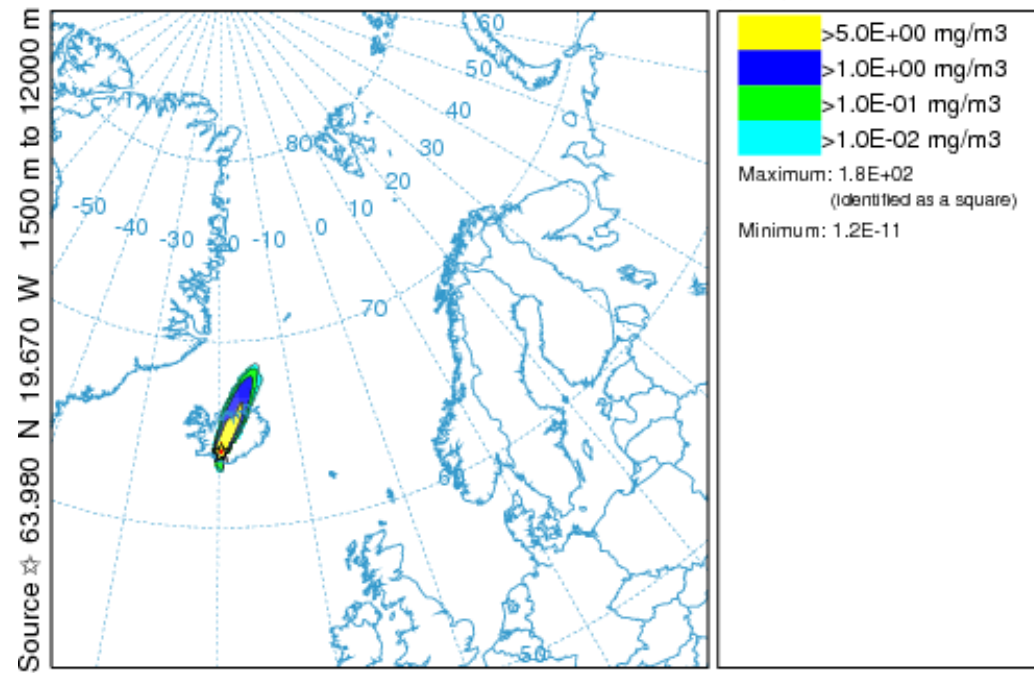 Source ☆ 63.980 N 19.670 W 1500 m to 12000 m
60
50
40
80
30
20
-50
10
-40
-30
-20
-10
0
70
60
50
>5.0E+00 mg/m3
>1.0E+00 mg/m3
>1.0E-01 mg/m3
>1.0E-02 mg/m3
Maximum: 1.8E+02
(identified as a square)
Minimum: 1.2E-11